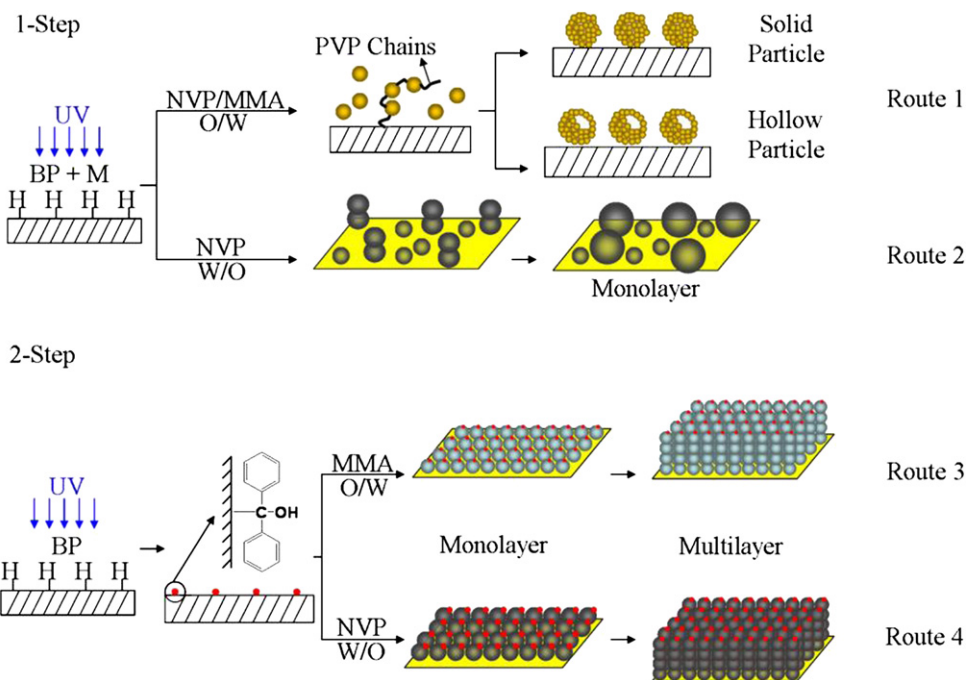 1-Step
UV
BP + M
H H H H
NVP/MMA
O/W
PVP Chains
Solid
Particle
Hollow
Particle
Route 1
NVP
W/O
Monolayer
Route 2
2-Step
UV
BP
H H H H
C-OH
MMA
O/W
Route 3
Monolayer
Multilayer
NVP
W/O
Route 4